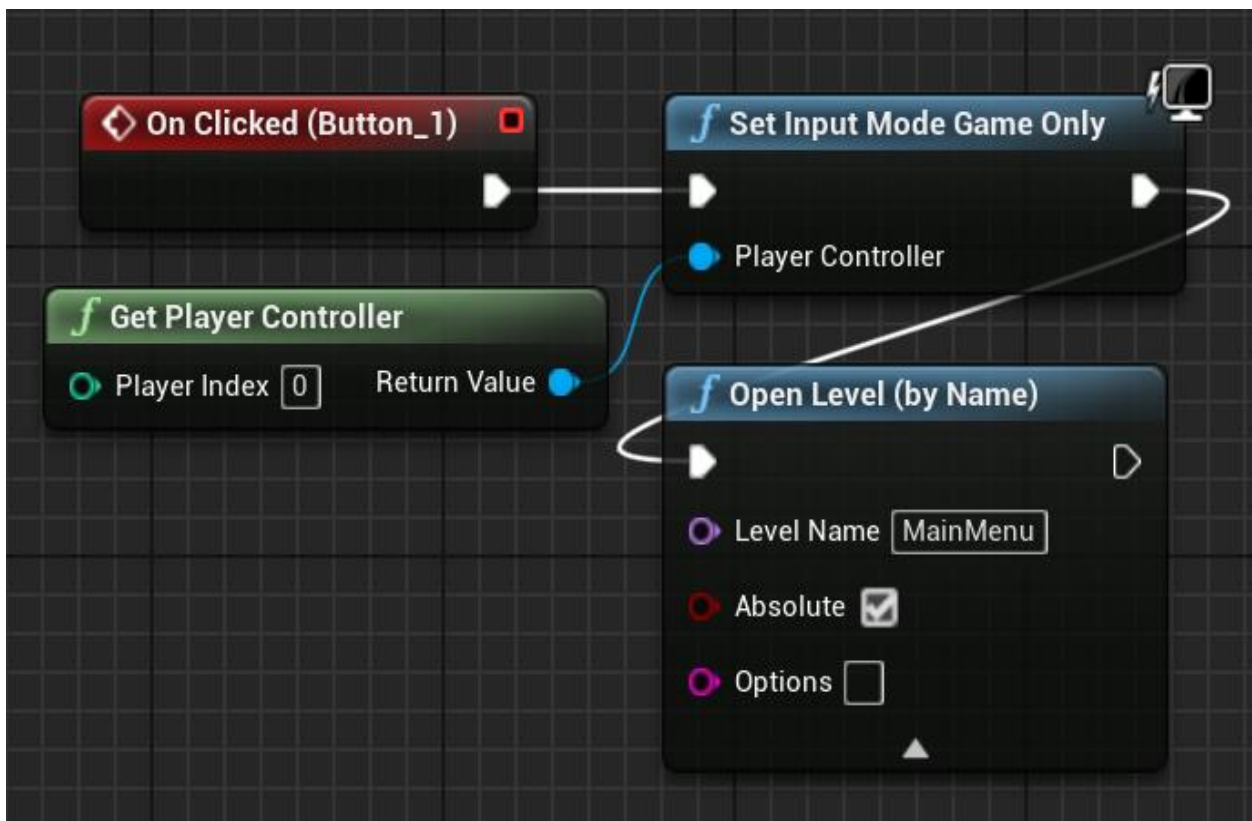 On Clicked (Button_1)
f Set Input Mode Game Only
Player Controller
f Get Player Controller
Player Index 0 Return Value
f Open Level (by Name)
Level Name MainMenu
Absolute
Options